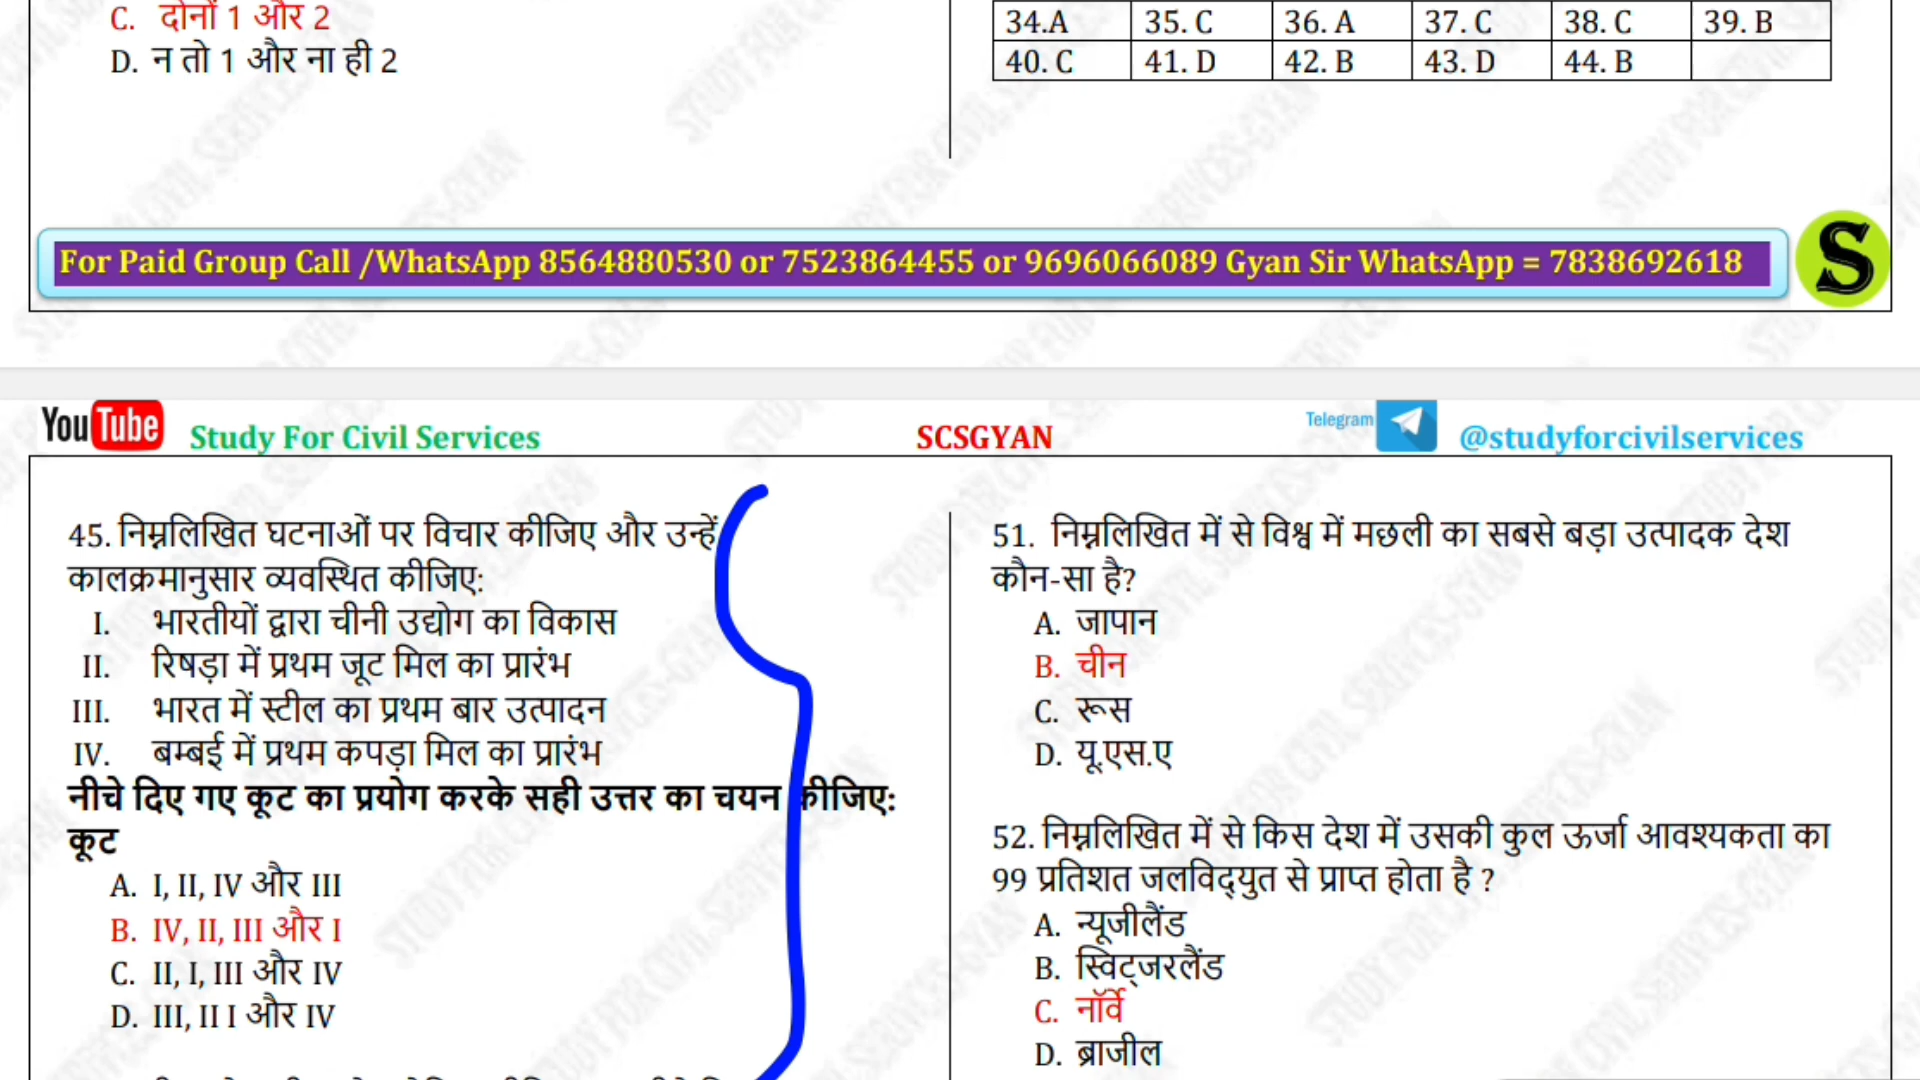 C. दोनों 1 और 2
D. न तो 1 और ना ही 2
34.A 35. C 36. A 37. C 38. C 39. B
40. C 41. D 42. B 43. D 44. B
For Paid Group Call /WhatsApp 8564880530 or 7523864455 or 9696066089 Gyan Sir WhatsApp = 7838692618
S
YouTube Study For Civil Services SCSGYAN Telegram @studyforcivilservices
45. निम्नलिखित घटनाओं पर विचार कीजिए और उन्हें
कालक्रमानुसार व्यवस्थित कीजिए:
I. भारतीयों द्वारा चीनी उद्योग का विकास
II. रिषड़ा में प्रथम जूट मिल का प्रारंभ
III. भारत में स्टील का प्रथम बार उत्पादन
IV. बम्बई में प्रथम कपड़ा मिल का प्रारंभ
नीचे दिए गए कूट का प्रयोग करके सही उत्तर का चयन कीजिए:
कूट
A. I, II, IV और III
B. IV, II, III और I
C. II, I, III और IV
D. III, II I और IV
51. निम्नलिखित में से विश्व में मछली का सबसे बड़ा उत्पादक देश
कौन-सा है?
A. जापान
B. चीन
C. रूस
D. यू.एस.ए
52. निम्नलिखित में से किस देश में उसकी कुल ऊर्जा आवश्यकता का
99 प्रतिशत जलविद्युत से प्राप्त होता है ?
A. न्यूजीलैंड
B. स्विट्जरलैंड
C. नॉर्वे
D. ब्राजील